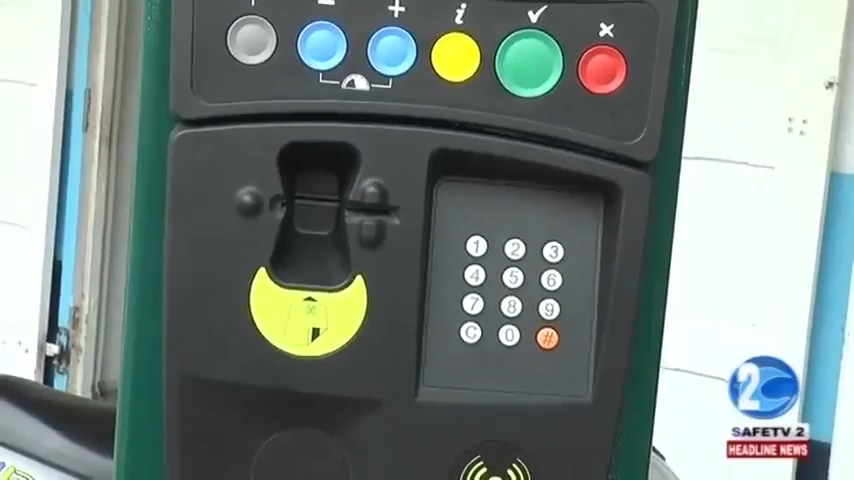 - + i ✓ ×
1 2 3
4 5 6
7 8 9
C 0 #
2
SAFETV 2
HEADLINE NEWS